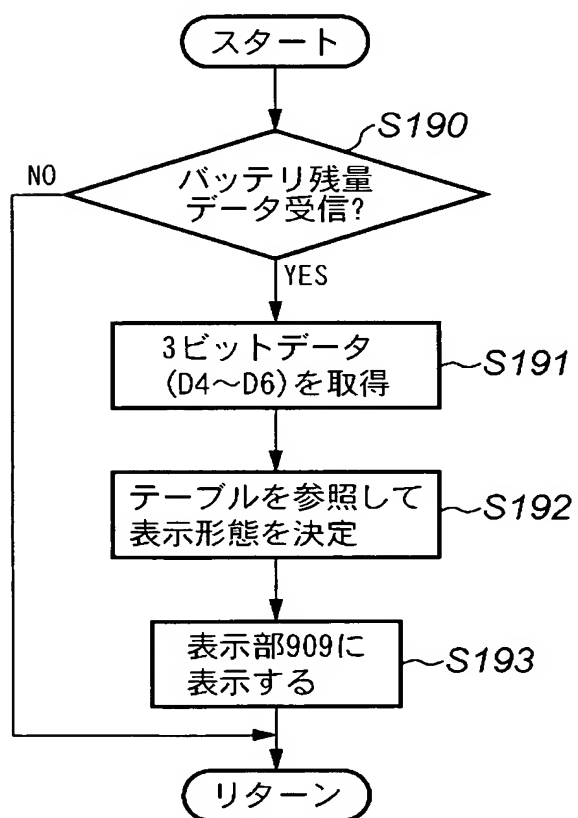 スタート
S190
NO
バッテリ残量
データ受信?
YES
3ビットデータ
(D4～D6)を取得
S191
テーブルを参照して
表示形態を決定
S192
表示部909に
表示する
S193
リターン